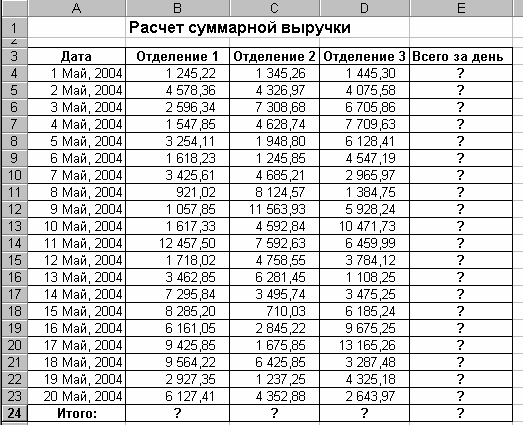 A B C D E
1 Расчет суммарной выручки
2
3 Дата Отделение 1 Отделение 2 Отделение 3 Всего за день
4 1 Май, 2004 1 245,22 1 345,26 1 445,30 ?
5 2 Май, 2004 4 578,36 4 326,97 4 075,58 ?
6 3 Май, 2004 2 596,34 7 308,68 6 705,86 ?
7 4 Май, 2004 1 547,85 4 628,74 7 709,63 ?
8 5 Май, 2004 3 254,11 1 948,80 6 128,41 ?
9 6 Май, 2004 1 618,23 1 245,85 4 547,19 ?
10 7 Май, 2004 3 425,61 4 685,21 2 965,97 ?
11 8 Май, 2004 921,02 8 124,57 1 384,75 ?
12 9 Май, 2004 1 057,85 11 563,93 5 928,24 ?
13 10 Май, 2004 1 617,33 4 592,84 10 471,73 ?
14 11 Май, 2004 12 457,50 7 592,63 6 459,99 ?
15 12 Май, 2004 1 718,02 4 758,55 3 784,12 ?
16 13 Май, 2004 3 462,85 6 281,45 1 108,25 ?
17 14 Май, 2004 7 295,84 3 495,74 3 475,25 ?
18 15 Май, 2004 8 285,20 710,03 6 185,24 ?
19 16 Май, 2004 6 161,05 2 845,22 9 675,25 ?
20 17 Май, 2004 9 425,85 1 675,85 13 165,26 ?
21 18 Май, 2004 9 564,22 6 425,85 3 287,48 ?
22 19 Май, 2004 2 927,35 1 237,25 4 325,18 ?
23 20 Май, 2004 6 127,41 4 352,88 2 643,97 ?
24 Итого: ? ? ? ?